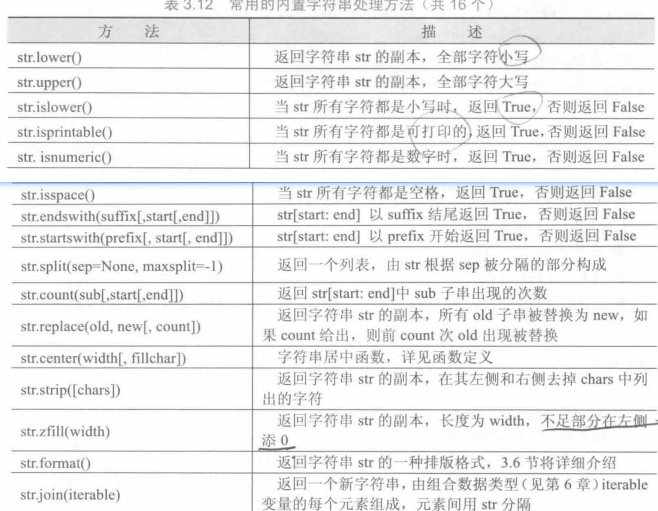 表 3.12 常用的内置字符串处理方法（共 16 个）
方 法 描 述
str.lower() 返回字符串 str 的副本，全部字符小写
str.upper() 返回字符串 str 的副本，全部字符大写
str.islower() 当 str 所有字符都是小写时，返回 True，否则返回 False
str.isprintable() 当 str 所有字符都是可打印的，返回 True，否则返回 False
str. isnumeric() 当 str 所有字符都是数字时，返回 True，否则返回 False
str.isspace() 当 str 所有字符都是空格，返回 True，否则返回 False
str.endswith(suffix[,start[,end]]) str[start: end] 以 suffix 结尾返回 True，否则返回 False
str.startswith(prefix[, start[, end]]) str[start: end] 以 prefix 开始返回 True，否则返回 False
str.split(sep=None, maxsplit=-1) 返回一个列表，由 str 根据 sep 被分隔的部分构成
str.count(sub[,start[,end]]) 返回 str[start: end]中 sub 子串出现的次数
str.replace(old, new[, count]) 返回字符串 str 的副本，所有 old 子串被替换为 new，如
果 count 给出，则前 count 次 old 出现被替换
str.center(width[, fillchar]) 字符串居中函数，详见函数定义
str.strip([chars]) 返回字符串 str 的副本，在其左侧和右侧去掉 chars 中列
出的字符
str.zfill(width) 返回字符串 str 的副本，长度为 width，不足部分在左侧
添 0
str.format() 返回字符串 str 的一种排版格式，3.6 节将详细介绍
str.join(iterable) 返回一个新字符串，由组合数据类型（见第 6 章）iterable
变量的每个元素组成，元素间用 str 分隔